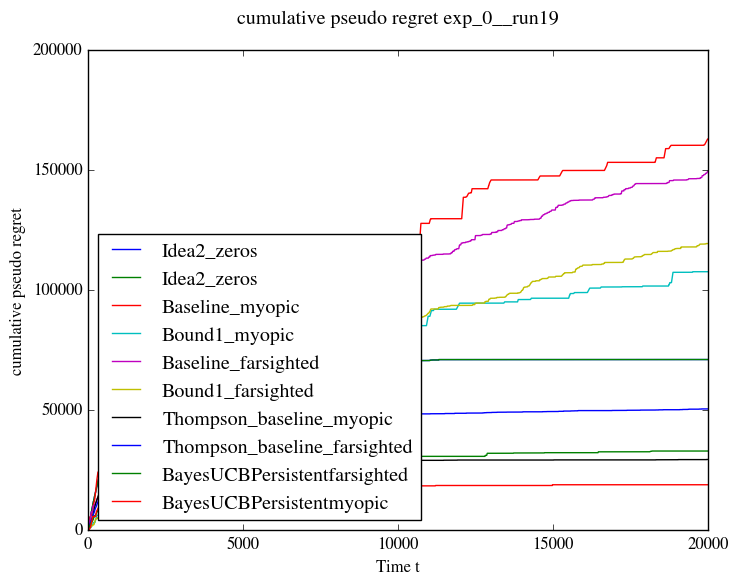 cumulative pseudo regret exp_0__run19
200000
150000
100000
50000
0
cumulative pseudo regret
Idea2_zeros
Idea2_zeros
Baseline_myopic
Bound1_myopic
Baseline_farsighted
Bound1_farsighted
Thompson_baseline_myopic
Thompson_baseline_farsighted
BayesUCBPersistentfarsighted
BayesUCBPersistentmyopic
0 5000 10000 15000 20000
Time t